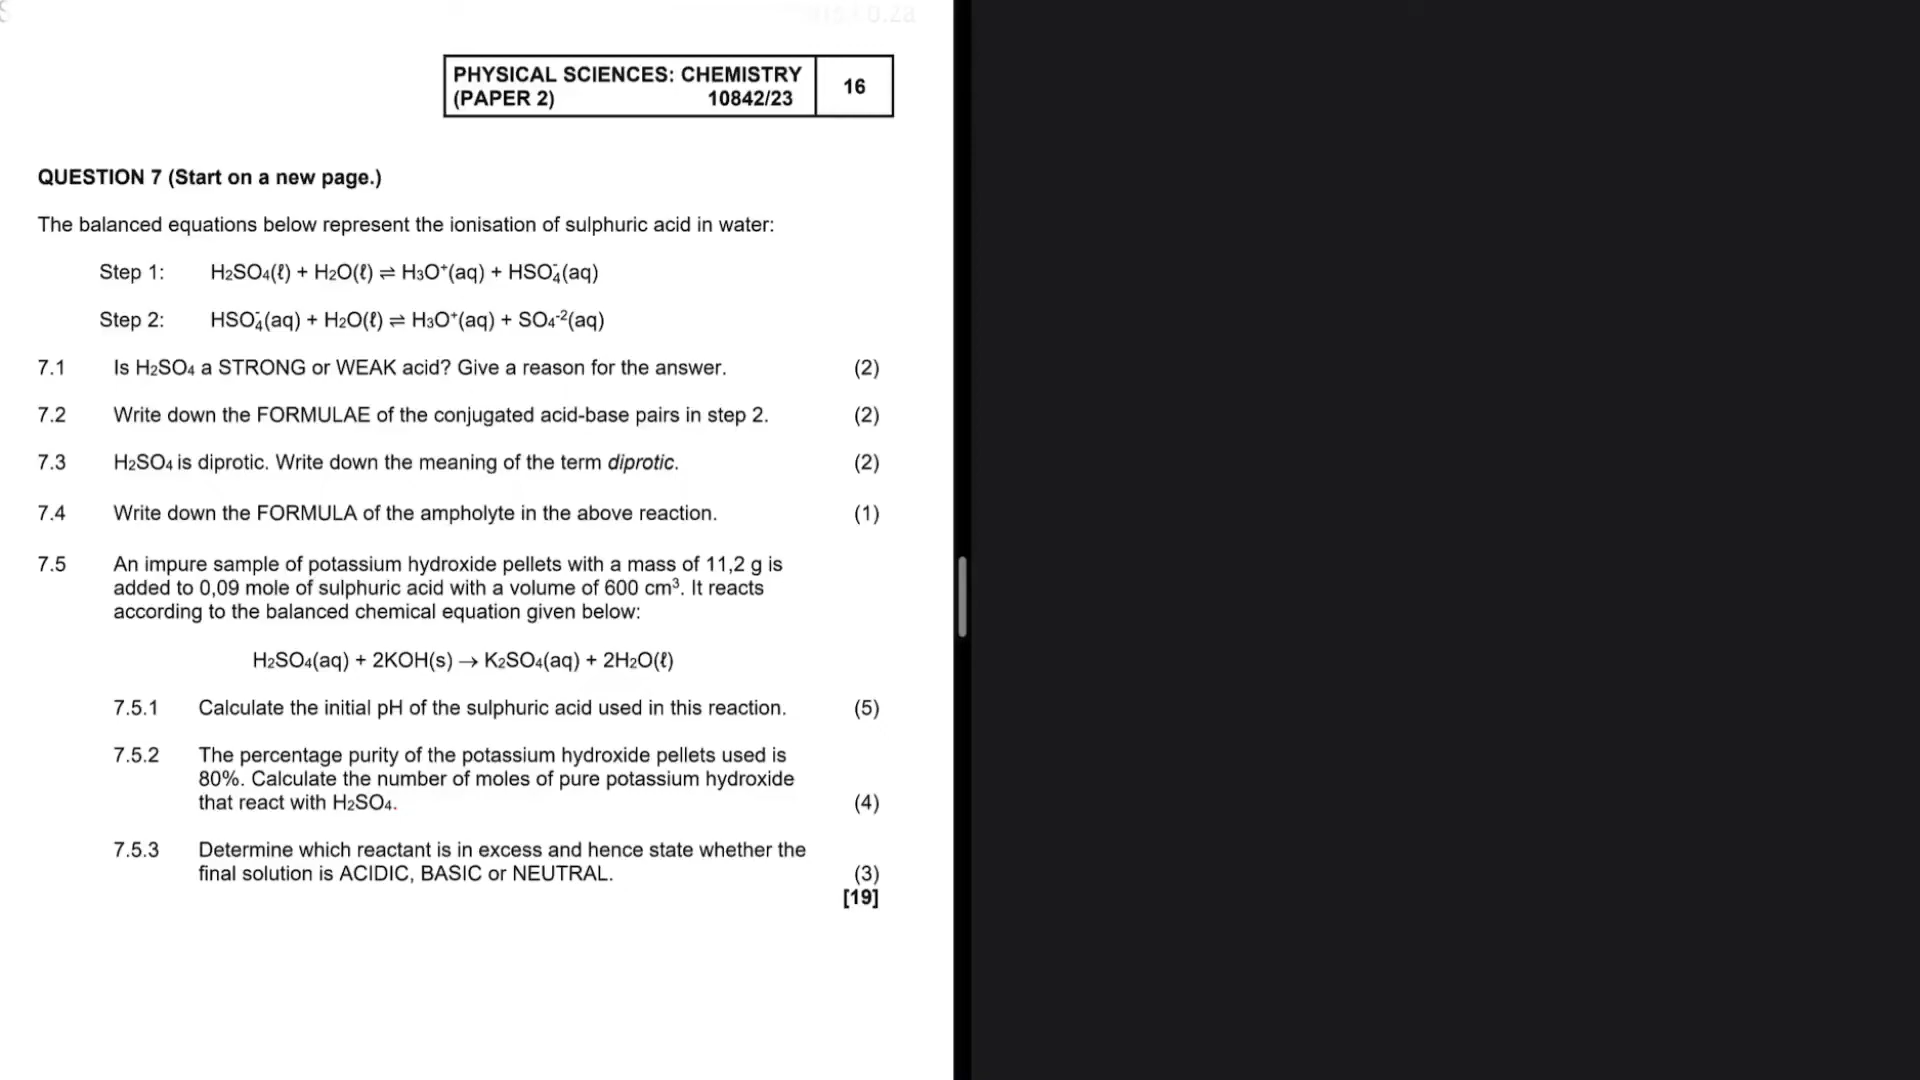 PHYSICAL SCIENCES: CHEMISTRY
(PAPER 2) 10842/23
16
QUESTION 7 (Start on a new page.)
The balanced equations below represent the ionisation of sulphuric acid in water:
Step 1: H₂SO₄(ℓ) + H₂O(ℓ) ⇌ H₃O⁺(aq) + HSO₄⁻(aq)
Step 2: HSO₄⁻(aq) + H₂O(ℓ) ⇌ H₃O⁺(aq) + SO₄⁻²(aq)
7.1 Is H₂SO₄ a STRONG or WEAK acid? Give a reason for the answer. (2)
7.2 Write down the FORMULAE of the conjugated acid-base pairs in step 2. (2)
7.3 H₂SO₄ is diprotic. Write down the meaning of the term diprotic. (2)
7.4 Write down the FORMULA of the ampholyte in the above reaction. (1)
7.5 An impure sample of potassium hydroxide pellets with a mass of 11,2 g is
added to 0,09 mole of sulphuric acid with a volume of 600 cm³. It reacts
according to the balanced chemical equation given below:
H₂SO₄(aq) + 2KOH(s) → K₂SO₄(aq) + 2H₂O(ℓ)
7.5.1 Calculate the initial pH of the sulphuric acid used in this reaction. (5)
7.5.2 The percentage purity of the potassium hydroxide pellets used is
80%. Calculate the number of moles of pure potassium hydroxide
that react with H₂SO₄. (4)
7.5.3 Determine which reactant is in excess and hence state whether the
final solution is ACIDIC, BASIC or NEUTRAL. (3)
[19]